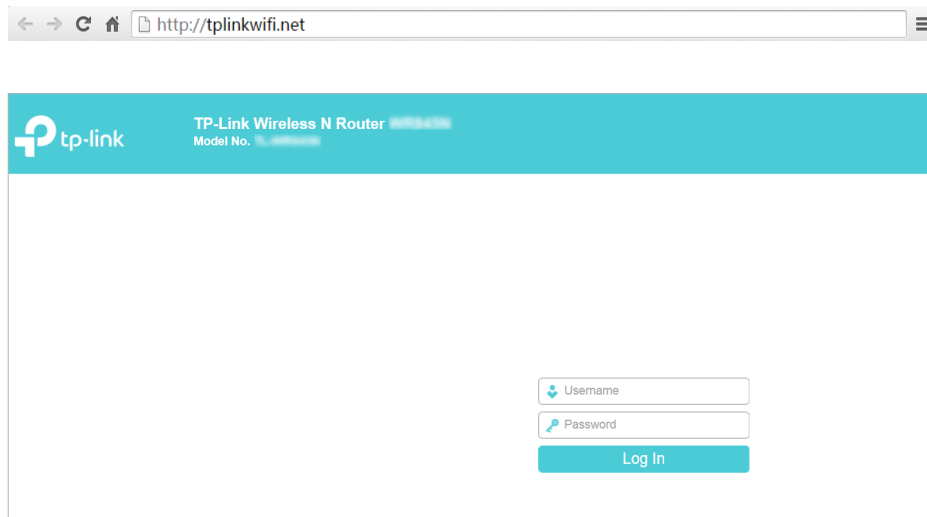 http://tplinkwifi.net
tp-link
TP-Link Wireless N Router
Model No.
Username
Password
Log In